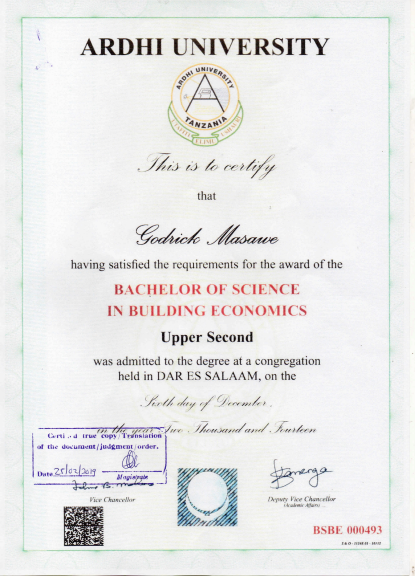 ARDHI UNIVERSITY
ARDHI UNIVERSITY
TANZANIA
This is to certify
that
Godrick Masawe
having satisfied the requirements for the award of the
BACHELOR OF SCIENCE
IN BUILDING ECONOMICS
Upper Second
was admitted to the degree at a congregation
held in DAR ES SALAAM, on the
Sixth day of December
in the year Two Thousand and Fourteen
Certi d true copy/Translation
of the document/judgment/order.
Date 25/02/2019
Magistrate
Vice Chancellor
Deputy Vice Chancellor
(Academic Affairs)
BSBE 000493